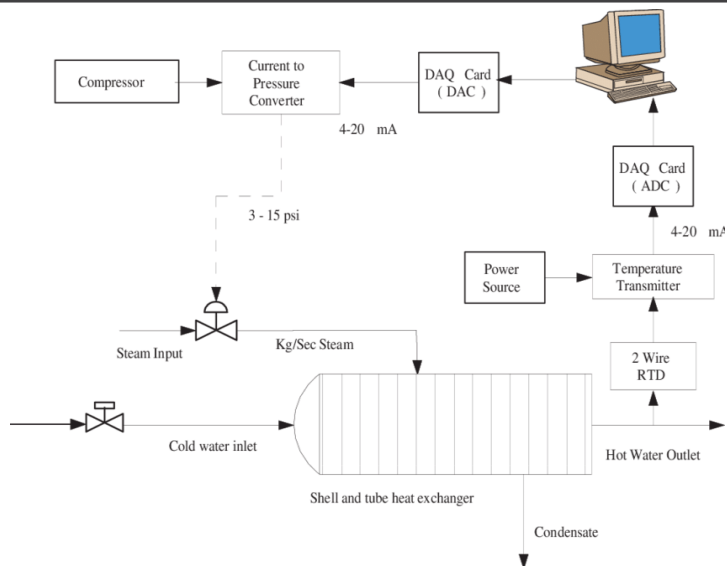 Compressor
Current to
Pressure
Converter
DAQ Card
( DAC )
4-20 mA
DAQ Card
( ADC )
3 - 15 psi
4-20 mA
Power
Source
Temperature
Transmitter
Steam Input
Kg/Sec Steam
2 Wire
RTD
Cold water inlet
Hot Water Outlet
Shell and tube heat exchanger
Condensate